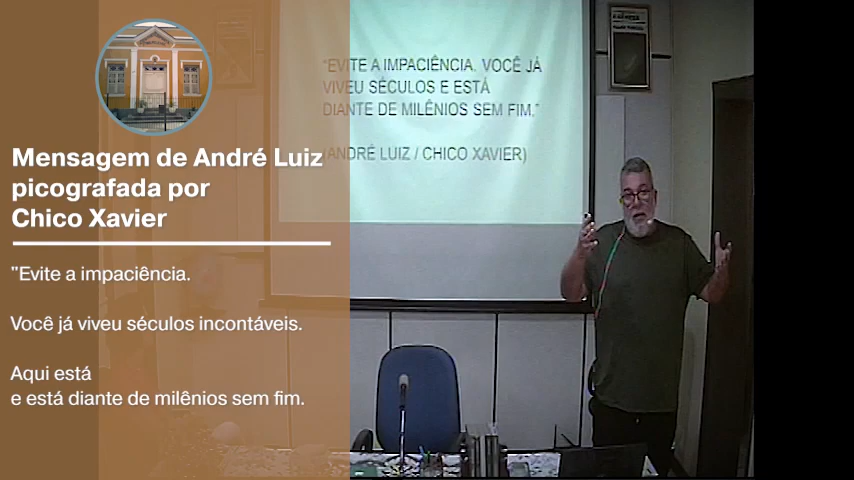 Mensagem de André Luiz
picografada por
Chico Xavier
"Evite a impaciência.
Você já viveu séculos incontáveis.
Aqui está
e está diante de milênios sem fim.
"EVITE A IMPACIÊNCIA. VOCÊ JÁ
VIVEU SÉCULOS E ESTÁ
DIANTE DE MILÊNIOS SEM FIM."
(ANDRÉ LUIZ / CHICO XAVIER)